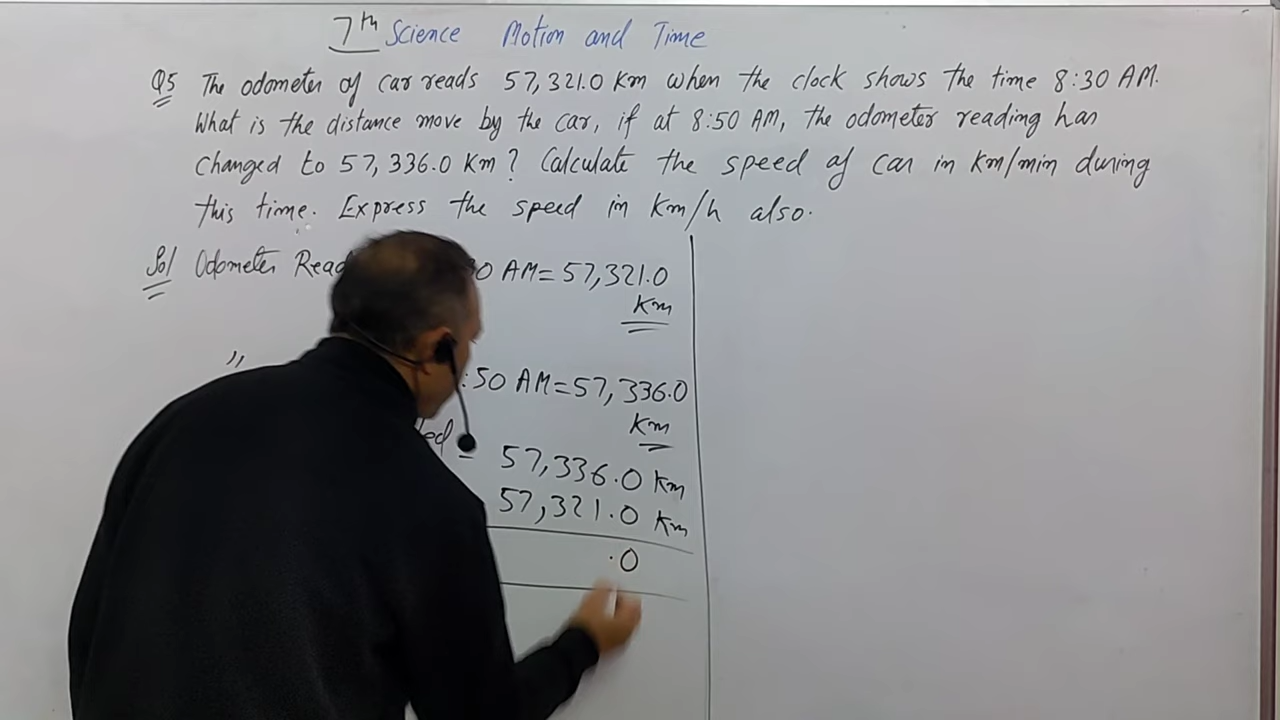 7th Science Motion and Time
Q5 The odometer of car reads 57,321.0 Km when the clock shows the time 8:30 AM.
What is the distance move by the car, if at 8:50 AM, the odometer reading has
changed to 57,336.0 Km? Calculate the speed of car in Km/min during
this time. Express the speed in Km/h also.
Sol Odometer Read 0 AM=57,321.0
Km
" :50 AM=57,336.0
Km
ed = 57,336.0 Km
57,321.0 Km
.0